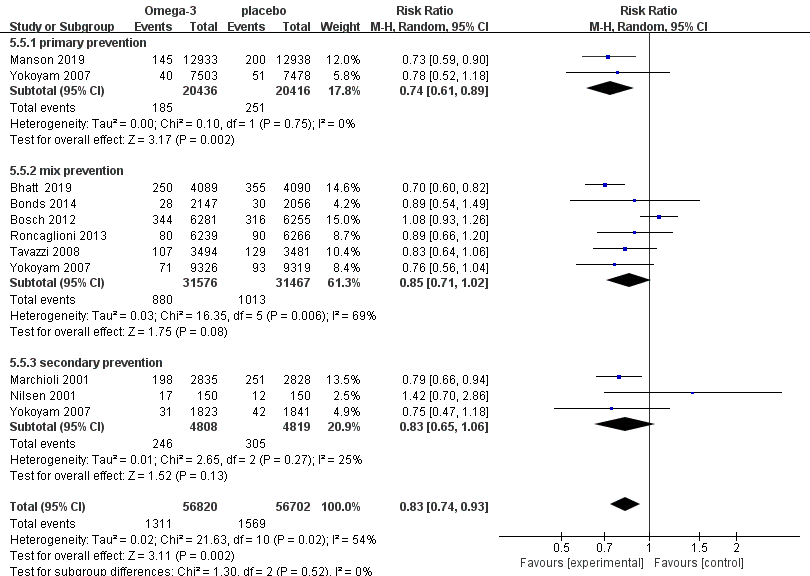 Omega-3 placebo Risk Ratio Risk Ratio
Study or Subgroup Events Total Events Total Weight M-H, Random, 95% CI M-H, Random, 95% CI
5.5.1 primary prevention
Manson 2019 145 12933 200 12938 12.0% 0.73 [0.59, 0.90]
Yokoyam 2007 40 7503 51 7478 5.8% 0.78 [0.52, 1.18]
Subtotal (95% CI) 20436 20416 17.8% 0.74 [0.61, 0.89]
Total events 185 251
Heterogeneity: Tau² = 0.00; Chi² = 0.10, df = 1 (P = 0.75); I² = 0%
Test for overall effect: Z = 3.17 (P = 0.002)
5.5.2 mix prevention
Bhatt 2019 250 4089 355 4090 14.6% 0.70 [0.60, 0.82]
Bonds 2014 28 2147 30 2056 6.1% 0.89 [0.54, 1.49]
Bosch 2012 344 6281 316 6255 15.0% 1.08 [0.93, 1.26]
Roncaglioni 2013 80 6239 90 6266 8.7% 0.89 [0.66, 1.20]
Tavazzi 2008 107 3494 129 3481 10.4% 0.83 [0.64, 1.06]
Yokoyam 2007 71 9326 93 9319 8.4% 0.76 [0.56, 1.04]
Subtotal (95% CI) 31576 31467 61.3% 0.85 [0.71, 1.02]
Total events 880 1013
Heterogeneity: Tau² = 0.03; Chi² = 16.35, df = 5 (P = 0.006); I² = 69%
Test for overall effect: Z = 1.75 (P = 0.08)
5.5.3 secondary prevention
Marchioli 2001 198 2835 251 2828 13.5% 0.79 [0.66, 0.94]
Nilsen 2001 17 150 12 150 2.5% 1.42 [0.70, 2.86]
Yokoyam 2007 31 1823 42 1841 4.9% 0.75 [0.47, 1.18]
Subtotal (95% CI) 4808 4819 20.9% 0.83 [0.65, 1.06]
Total events 246 305
Heterogeneity: Tau² = 0.01; Chi² = 2.65, df = 2 (P = 0.27); I² = 25%
Test for overall effect: Z = 1.52 (P = 0.13)
Total (95% CI) 56820 56702 100.0% 0.83 [0.74, 0.93]
Total events 1311 1569
Heterogeneity: Tau² = 0.02; Chi² = 21.63, df = 10 (P = 0.02); I² = 54%
Test for overall effect: Z = 3.11 (P = 0.002)
Test for subgroup differences: Chi² = 1.30, df = 2 (P = 0.52), I² = 0%
0.5 0.7 1 1.5 2
Favours [experimental] Favours [control]